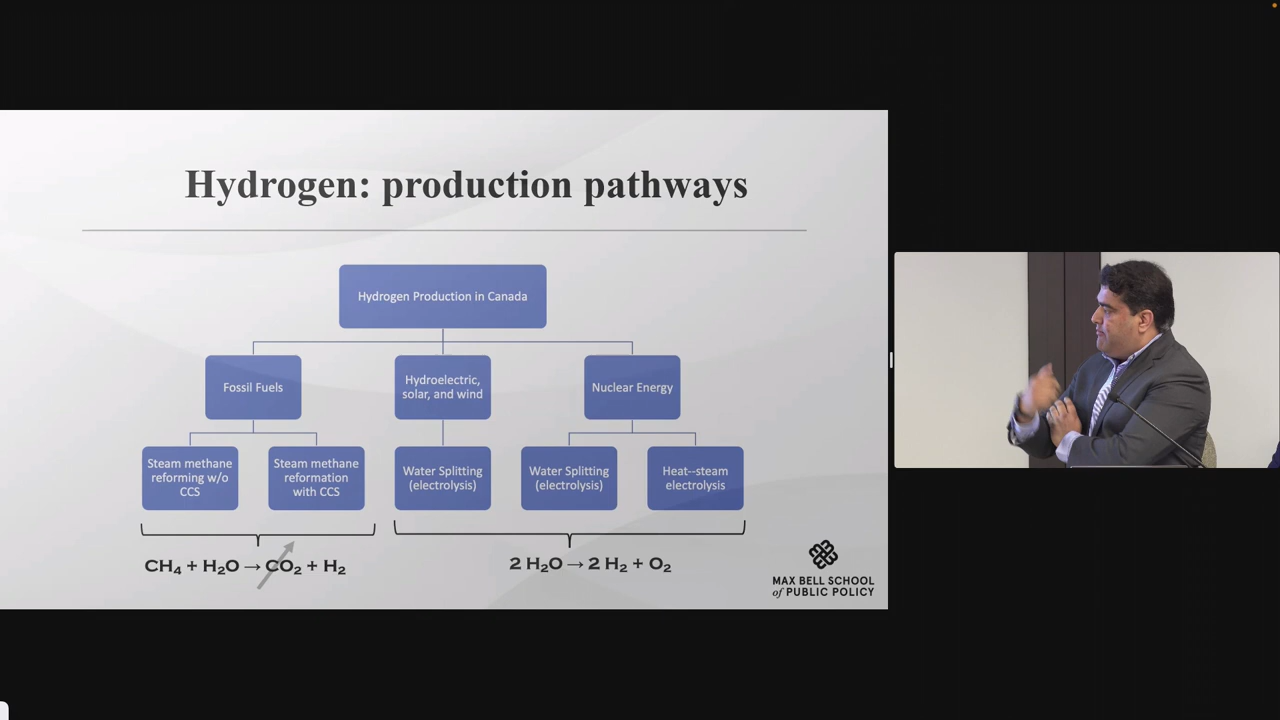 Hydrogen: production pathways
Hydrogen Production in Canada
Fossil Fuels
Hydroelectric,
solar, and wind
Nuclear Energy
Steam methane
reforming w/o
CCS
Steam methane
reformation
with CCS
Water Splitting
(electrolysis)
Water Splitting
(electrolysis)
Heat--steam
electrolysis
CH₄ + H₂O → CO₂ + H₂
2 H₂O → 2 H₂ + O₂
MAX BELL SCHOOL
of PUBLIC POLICY